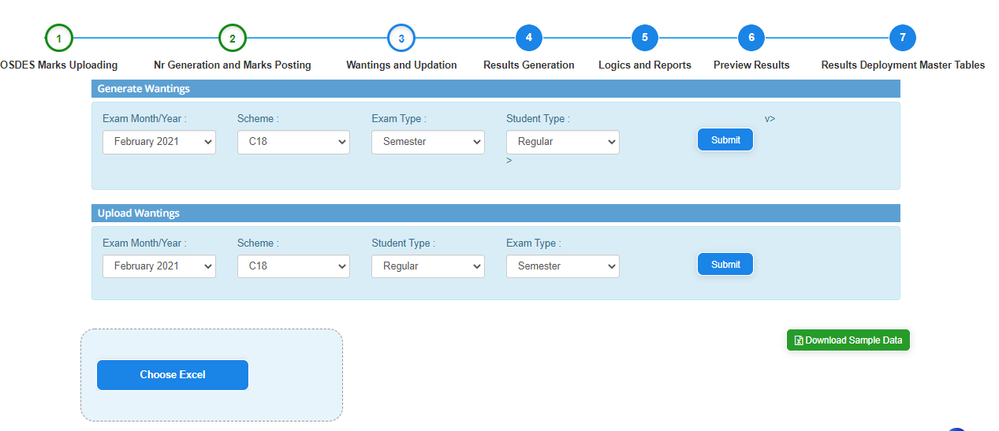 1 2 3 4 5 6 7
OSDES Marks Uploading Nr Generation and Marks Posting Wantings and Updation Results Generation Logics and Reports Preview Results Results Deployment Master Tables
Generate Wantings
Exam Month/Year : Scheme : Exam Type : Student Type : v>
February 2021 C18 Semester Regular Submit
>
Upload Wantings
Exam Month/Year : Scheme : Student Type : Exam Type :
February 2021 C18 Regular Semester Submit
Download Sample Data
Choose Excel